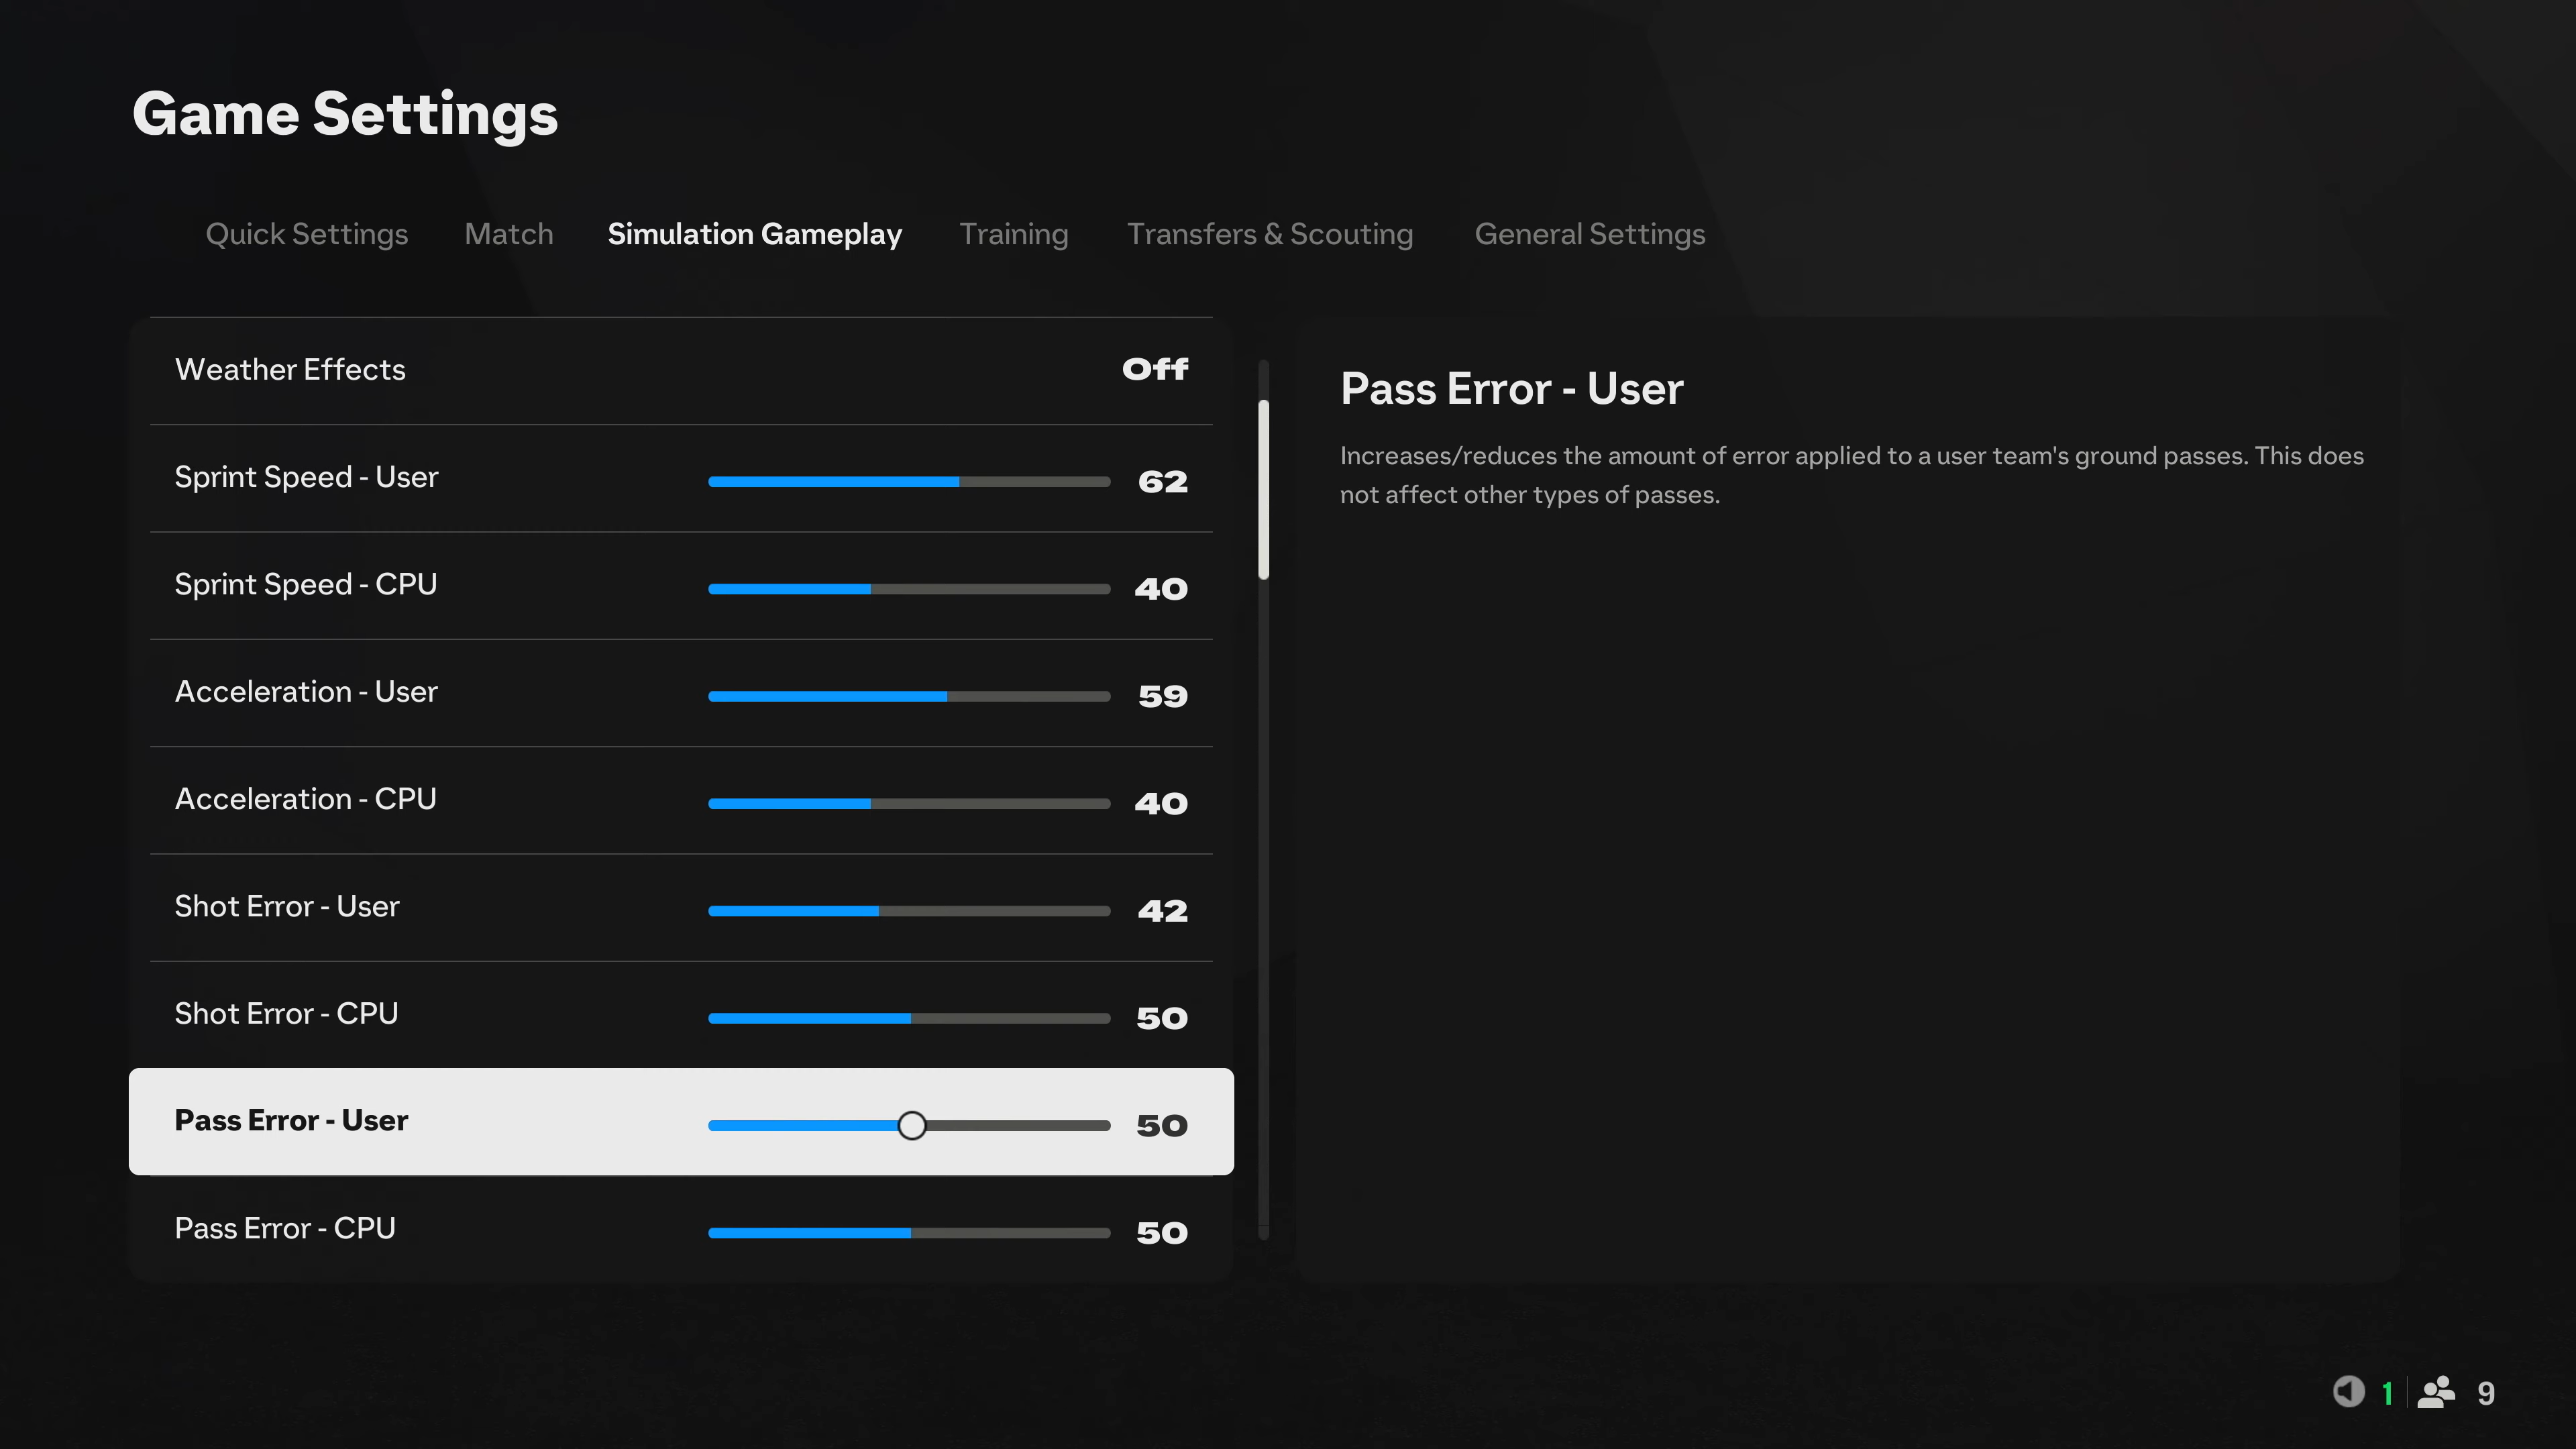 Game Settings
Quick Settings Match Simulation Gameplay Training Transfers & Scouting General Settings
Weather Effects Off
Sprint Speed - User 62
Sprint Speed - CPU 40
Acceleration - User 59
Acceleration - CPU 40
Shot Error - User 42
Shot Error - CPU 50
Pass Error - User 50
Pass Error - CPU 50
Pass Error - User
Increases/reduces the amount of error applied to a user team's ground passes. This does
not affect other types of passes.
1 9